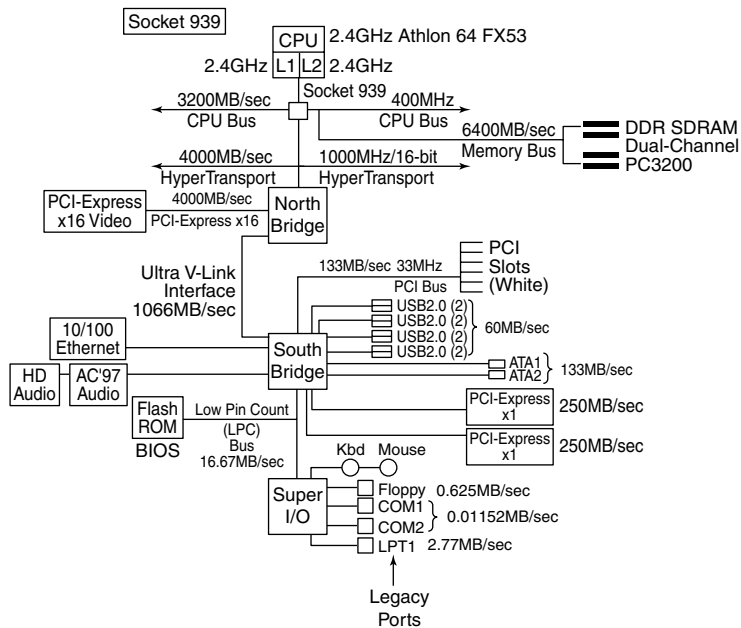 Socket 939
CPU
2.4GHz Athlon 64 FX53
2.4GHz
L1
L2
2.4GHz
Socket 939
3200MB/sec
CPU Bus
400MHz
CPU Bus
6400MB/sec
Memory Bus
DDR SDRAM
Dual-Channel
PC3200
4000MB/sec
HyperTransport
1000MHz/16-bit
HyperTransport
PCI-Express
x16 Video
4000MB/sec
PCI-Express x16
North
Bridge
Ultra V-Link
Interface
1066MB/sec
133MB/sec 33MHz
PCI Bus
PCI
Slots
(White)
USB2.0 (2)
USB2.0 (2)
USB2.0 (2)
USB2.0 (2)
60MB/sec
10/100
Ethernet
South
Bridge
ATA1
ATA2
133MB/sec
HD
Audio
AC'97
Audio
PCI-Express
x1
250MB/sec
PCI-Express
x1
250MB/sec
Flash
ROM
BIOS
Low Pin Count
(LPC)
Bus
16.67MB/sec
Kbd
Mouse
Super
I/O
Floppy 0.625MB/sec
COM1
COM2
0.01152MB/sec
LPT1 2.77MB/sec
Legacy
Ports